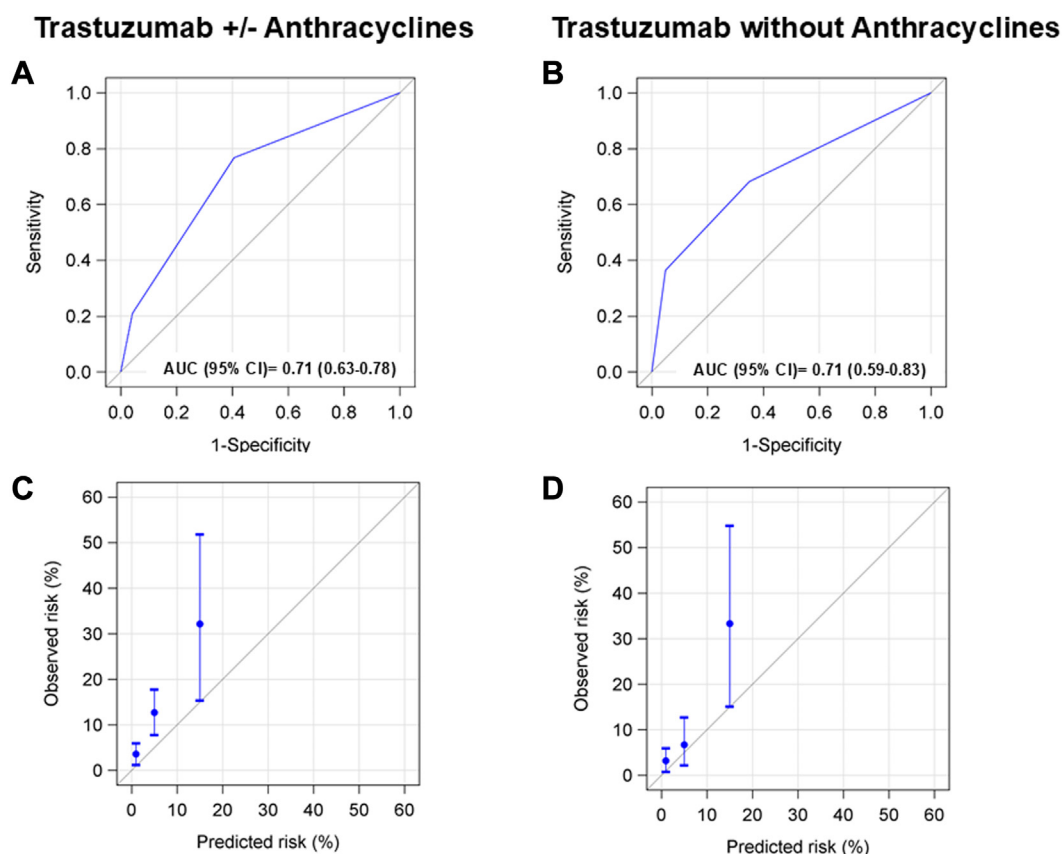 Trastuzumab +/- Anthracyclines
Trastuzumab without Anthracyclines
A
1.0
0.8
0.6
0.4
0.2
0.0
Sensitivity
AUC (95% CI)= 0.71 (0.63-0.78)
0.0 0.2 0.4 0.6 0.8 1.0
1-Specificity
B
1.0
0.8
0.6
0.4
0.2
0.0
Sensitivity
AUC (95% CI)= 0.71 (0.59-0.83)
0.0 0.2 0.4 0.6 0.8 1.0
1-Specificity
C
60
50
40
30
20
10
0
Observed risk (%)
0 10 20 30 40 50 60
Predicted risk (%)
D
60
50
40
30
20
10
0
Observed risk (%)
0 10 20 30 40 50 60
Predicted risk (%)